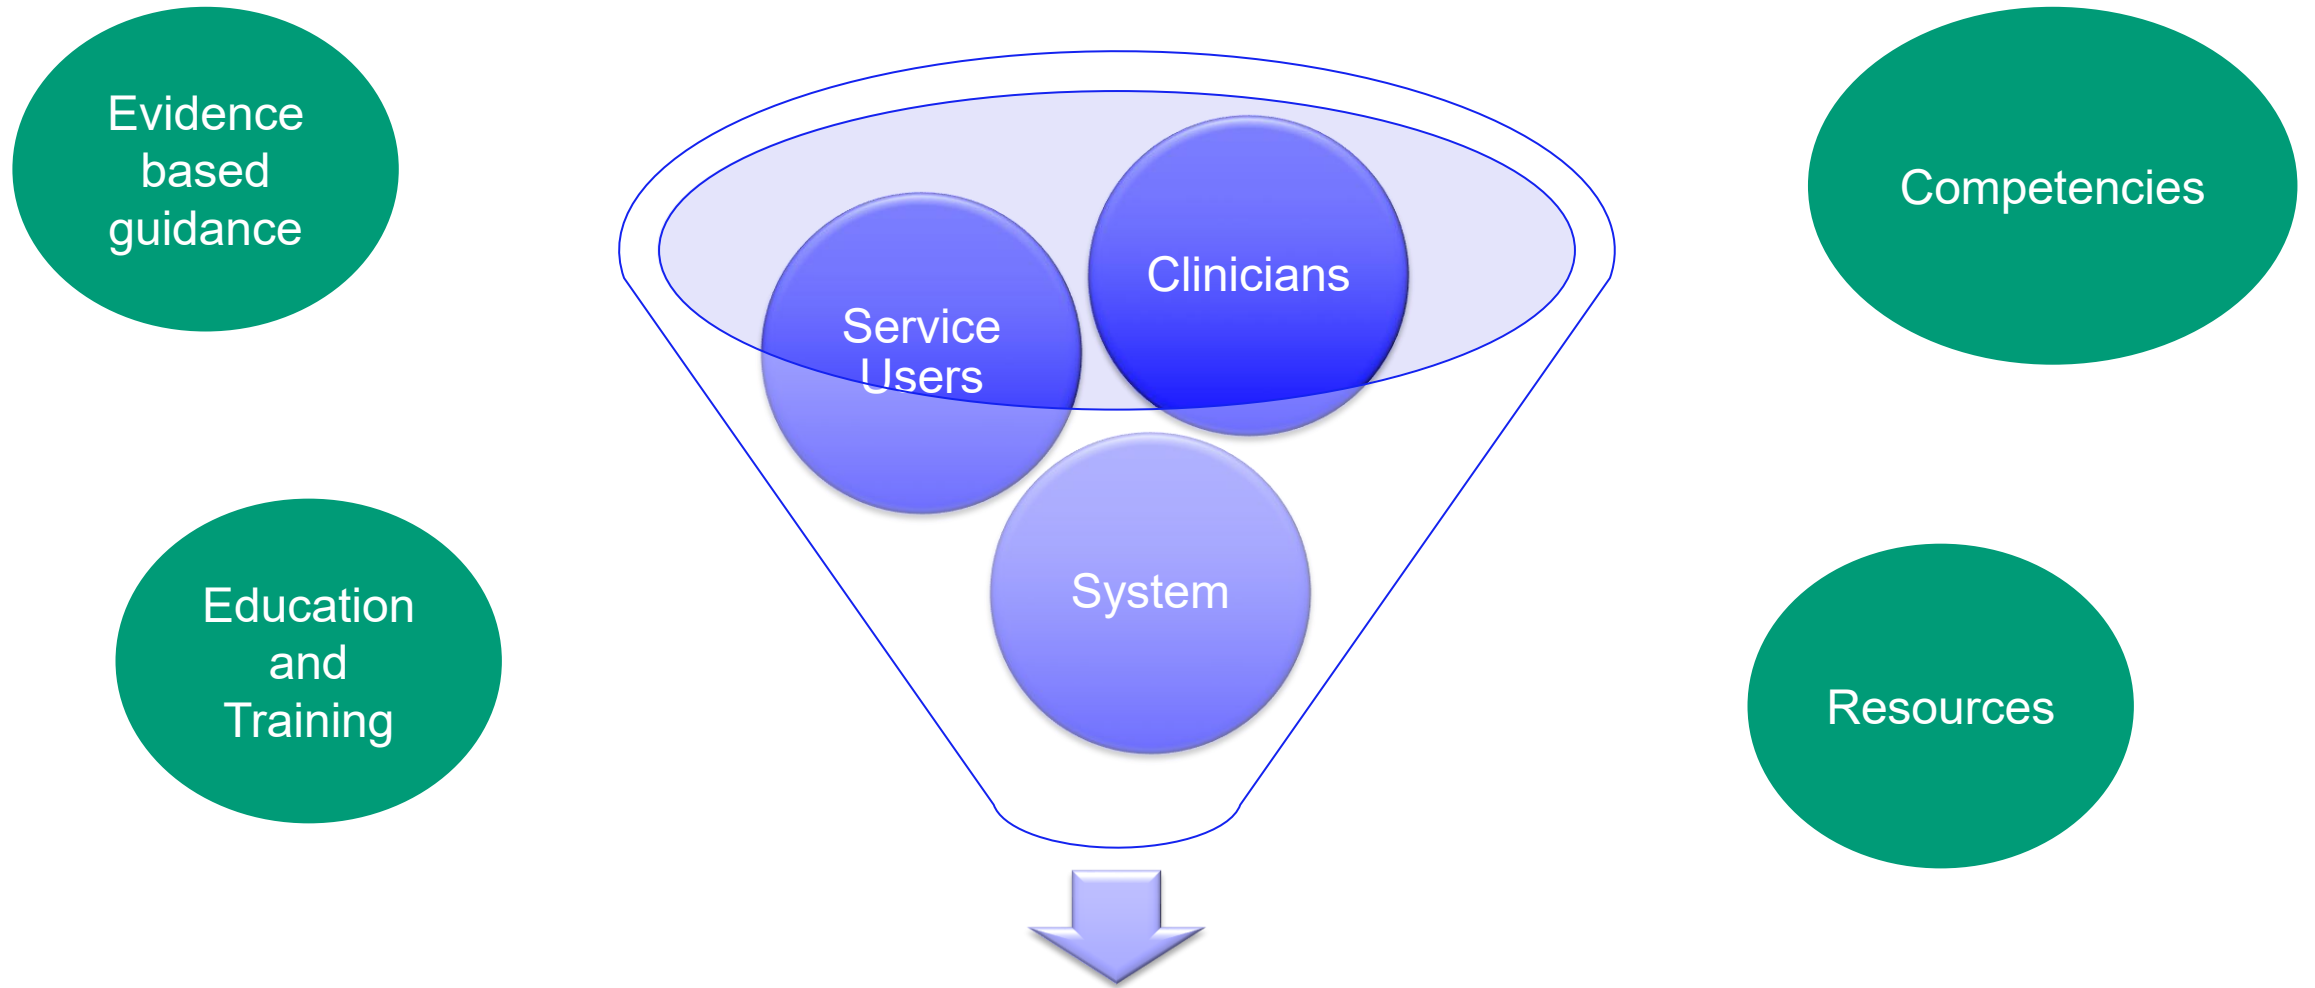 Evidence
based
guidance
Education
and
Training
Service
Users
Clinicians
System
Competencies
Resources